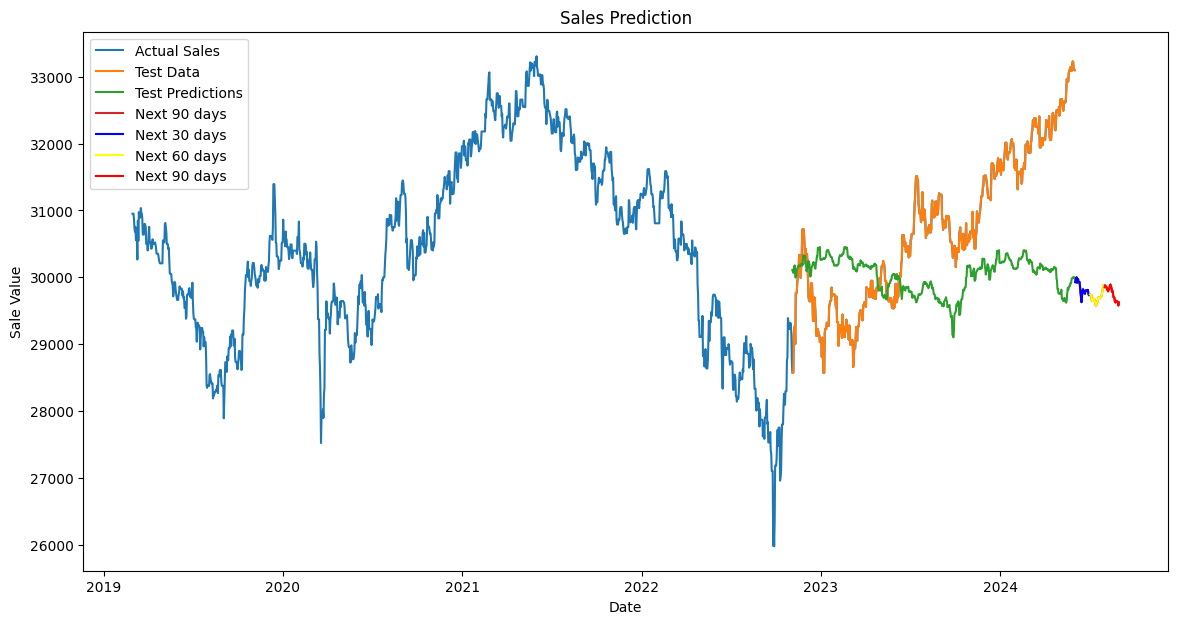 Sales Prediction
Actual Sales
Test Data
Test Predictions
Next 90 days
Next 30 days
Next 60 days
Next 90 days
Sale Value
33000
32000
31000
30000
29000
28000
27000
26000
2019
2020
2021
2022
2023
2024
Date